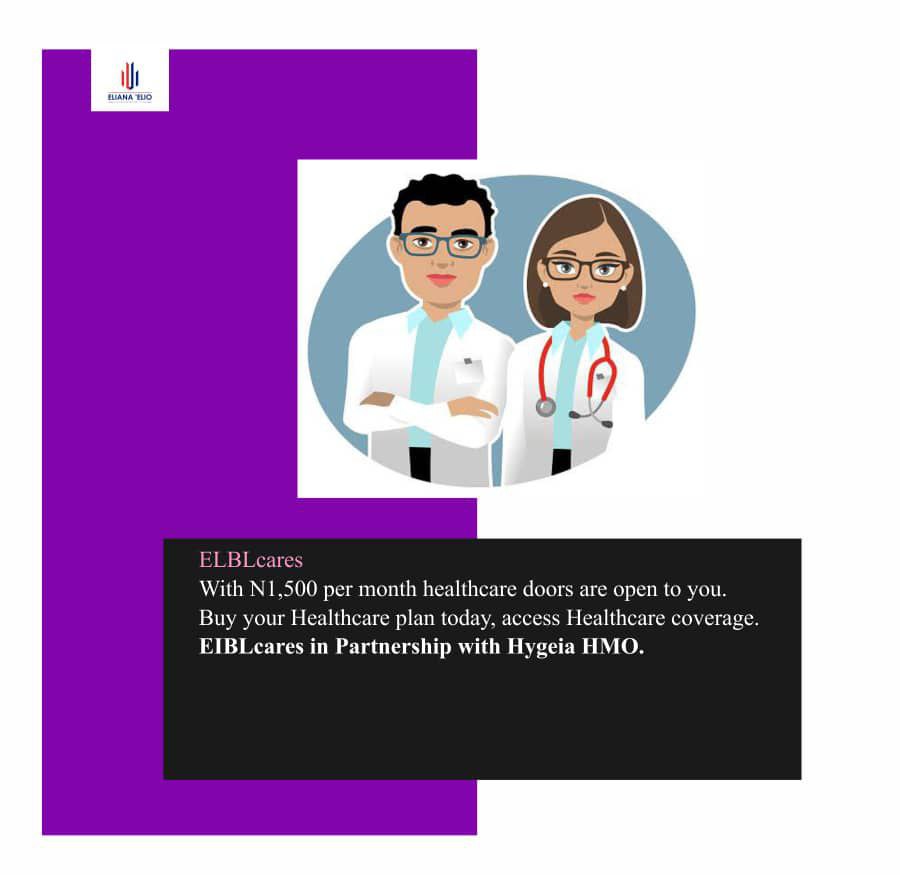 ELIANA 'ELIO
ELBLcares
With N1,500 per month healthcare doors are open to you.
Buy your Healthcare plan today, access Healthcare coverage.
EIBLcares in Partnership with Hygeia HMO.